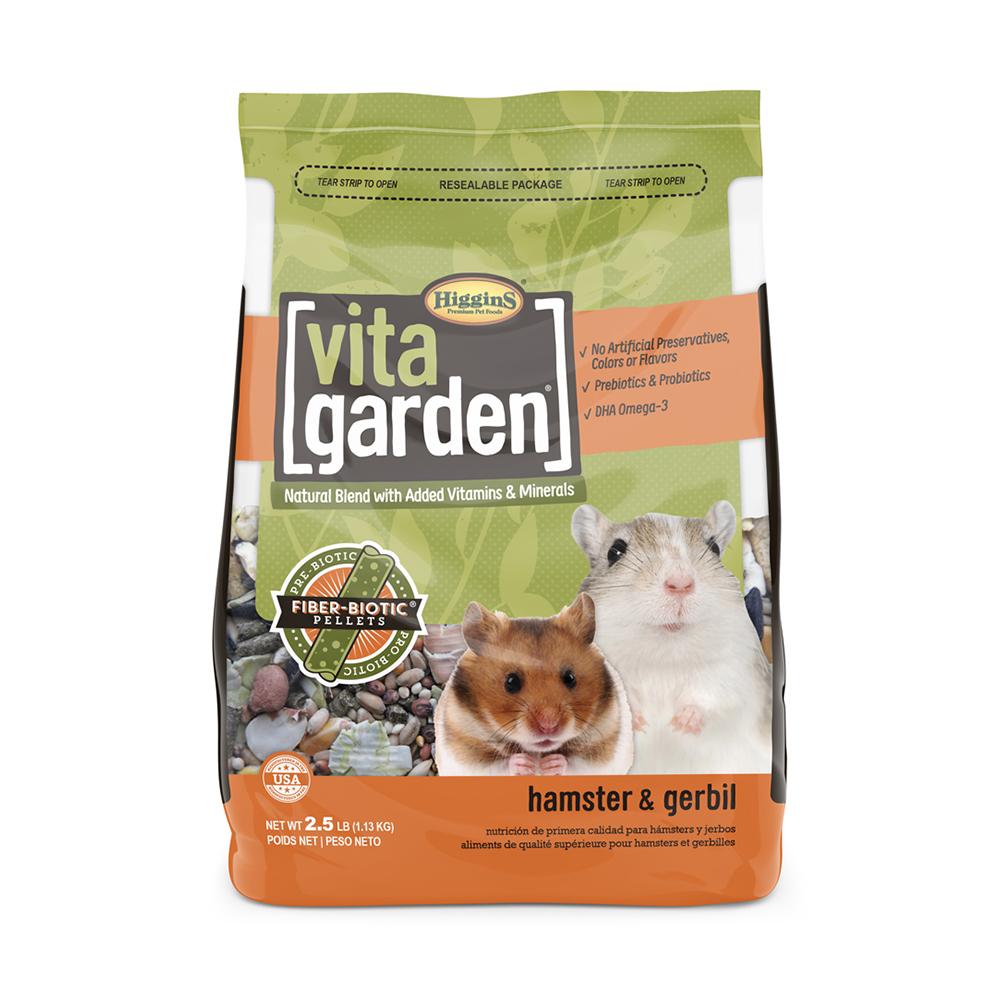 TEAR STRIP TO OPEN RESEALABLE PACKAGE TEAR STRIP TO OPEN
HigginS®
Premium Pet Foods
vita
garden®
Natural Blend with Added Vitamins & Minerals
✓ No Artificial Preservatives,
Colors or Flavors
✓ Prebiotics & Probiotics
✓ DHA Omega-3
PRE-BIOTIC
FIBER-BIOTIC®
PELLETS
PRO-BIOTIC
USA
hamster & gerbil
NET WT 2.5 LB (1.13 KG)
POIDS NET | PESO NETO
nutrición de primera calidad para hámsters y jerbos
aliments de qualité supérieure pour hamsters et gerbilles